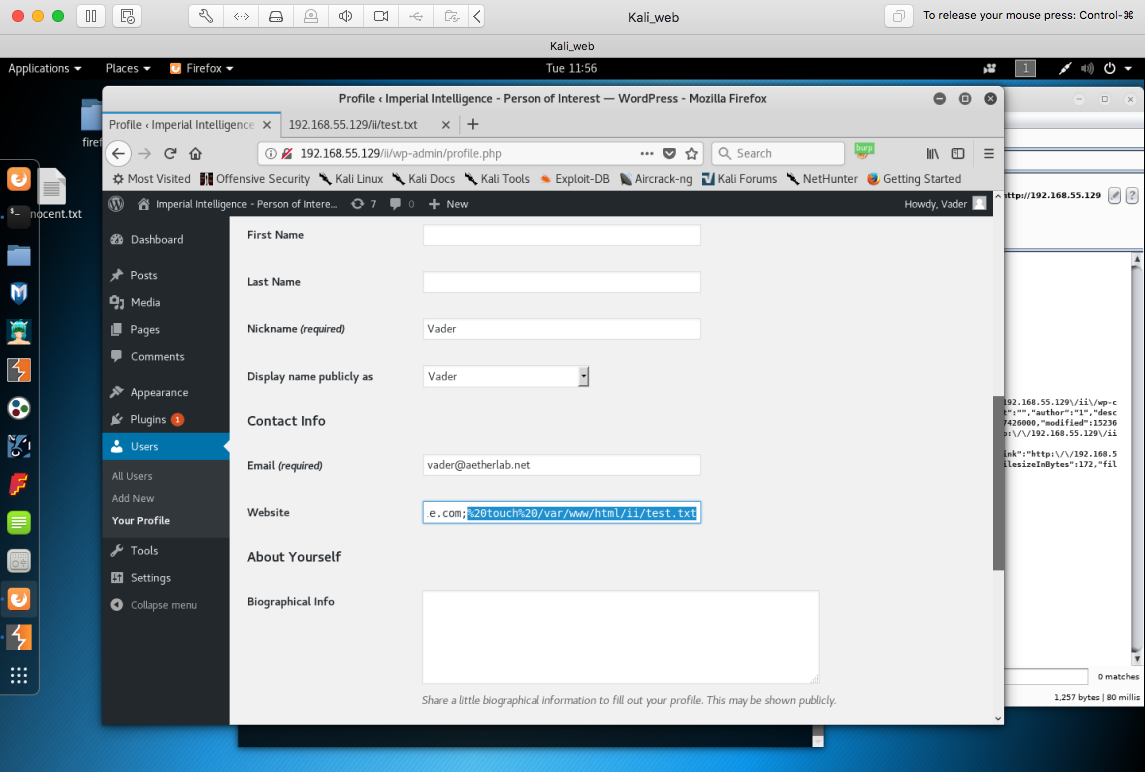 Kali_web
To release your mouse press: Control-⌘
Kali_web
Applications
Places
Firefox
Tue 11:56
1
Profile ‹ Imperial Intelligence - Person of Interest — WordPress - Mozilla Firefox
Profile ‹ Imperial Intelligence
192.168.55.129/ii/test.txt
192.168.55.129/ii/wp-admin/profile.php
Search
burp
Most Visited
Offensive Security
Kali Linux
Kali Docs
Kali Tools
Exploit-DB
Aircrack-ng
Kali Forums
NetHunter
Getting Started
Imperial Intelligence - Person of Intere...
7
0
New
Howdy, Vader
Dashboard
Posts
Media
Pages
Comments
Appearance
Plugins 1
Users
All Users
Add New
Your Profile
Tools
Settings
Collapse menu
First Name
Last Name
Nickname (required)
Vader
Display name publicly as
Vader
Contact Info
Email (required)
vader@aetherlab.net
Website
.e.com;%20touch%20/var/www/html/ii/test.txt
About Yourself
Biographical Info
Share a little biographical information to fill out your profile. This may be shown publicly.
firef
nocent.txt
http://192.168.55.129
?
192.168.55.129\/ii\/wp-c
t":"","author":"1","desc
7426000,"modified":15236
p:\/\/192.168.55.129\/ii
ink":"http:\/\/192.168.5
ilesizeInBytes":172,"fil
0 matches
1,257 bytes | 80 millis